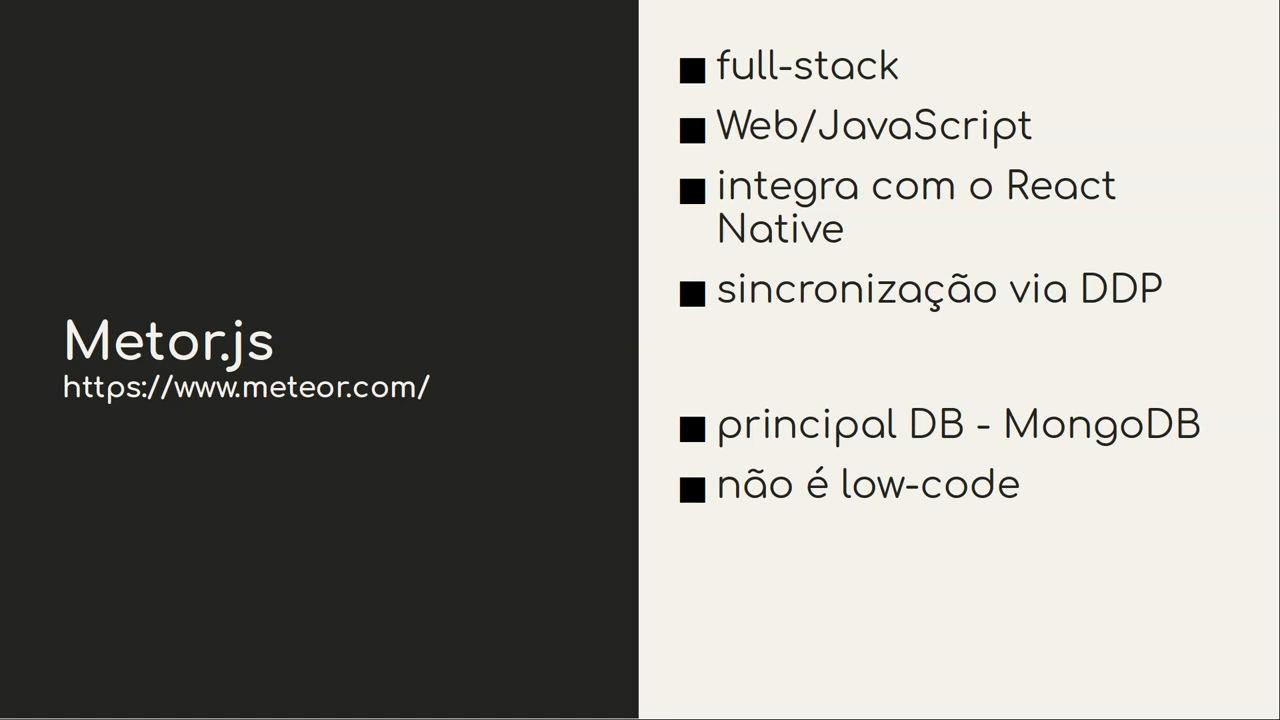 Metor.js
https://www.meteor.com/
full-stack
Web/JavaScript
integra com o React
Native
sincronização via DDP
principal DB - MongoDB
não é low-code